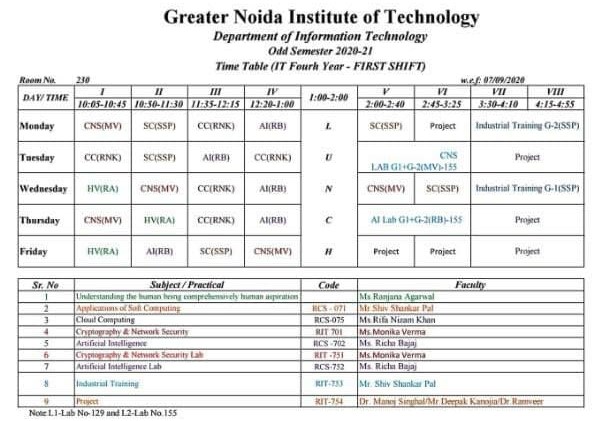 Greater Noida Institute of Technology
Department of Information Technology
Odd Semester 2020-21
Time Table (IT Fourh Year - FIRST SHIFT)
Room No. 230 w.e.f: 07/09/2020
DAY/ TIME I II III IV 1:00-2:00 V VI VII VIII
10:05-10:45 10:50-11:30 11:35-12:15 12:20-1:00 2:00-2:40 2:45-3:25 3:30-4:10 4:15-4:55
Monday CNS(MV) SC(SSP) CC(RNK) AI(RB) L SC(SSP) Project Industrial Training G-2(SSP)
Tuesday CC(RNK) SC(SSP) AI(RB) CC(RNK) U CNS LAB G1+G-2(MV)-155 Project
Wednesday HV(RA) CNS(MV) CC(RNK) AI(RB) N CNS(MV) SC(SSP) Industrial Training G-1(SSP)
Thursday CNS(MV) HV(RA) CC(RNK) AI(RB) C AI Lab G1+G-2(RB)-155 Project
Friday HV(RA) AI(RB) SC(SSP) CNS(MV) H Project Project Project
Sr. No Subject / Practical Code Faculty
1 Understanding the human being comprehensively human aspiration Ms Ranjana Agarwal
2 Applications of Soft Computing RCS - 071 Mr Shiv Shankar Pal
3 Cloud Computing RCS-075 Ms Rifa Nizam Khan
4 Cryptography & Network Security RIT 701 Ms.Monika Verma
5 Artificial Intelligence RCS -702 Ms. Richa Bajaj
6 Cryptography & Network Security Lab RIT -751 Ms.Monika Verma
7 Artificial Intelligence Lab RCS-752 Ms. Richa Bajaj
8 Industrial Training RIT-753 Mr. Shiv Shankar Pal
9 Project RIT-754 Dr. Manoj Singhal/Mr.Deepak Kanojia/Dr Ramveer
Note:L1-Lab No-129 and L2-Lab No.155